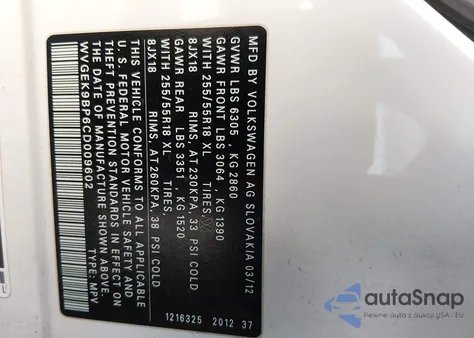 MFD BY VOLKSWAGEN AG SLOVAKIA 03/12
GVWR LBS 6305 , KG 2860
GAWR FRONT LBS 3064 , KG 1390
WITH 255/55R18 XL TIRES,
8JX18 RIMS, AT 230KPA, 33 PSI COLD
GAWR REAR LBS 3351 , KG 1520
WITH 255/55R18 XL TIRES,
8JX18 RIMS, AT 260KPA, 38 PSI COLD
THIS VEHICLE CONFORMS TO ALL APPLICABLE
U.S. FEDERAL MOTOR VEHICLE SAFETY AND
THEFT PREVENTION STANDARDS IN EFFECT ON
THE DATE OF MANUFACTURE SHOWN ABOVE.
WVGEK9BP6CD009602 TYPE: MPV
1216325 2012 37
autoSnap
Autoprzewozy z aukcji USA i EU